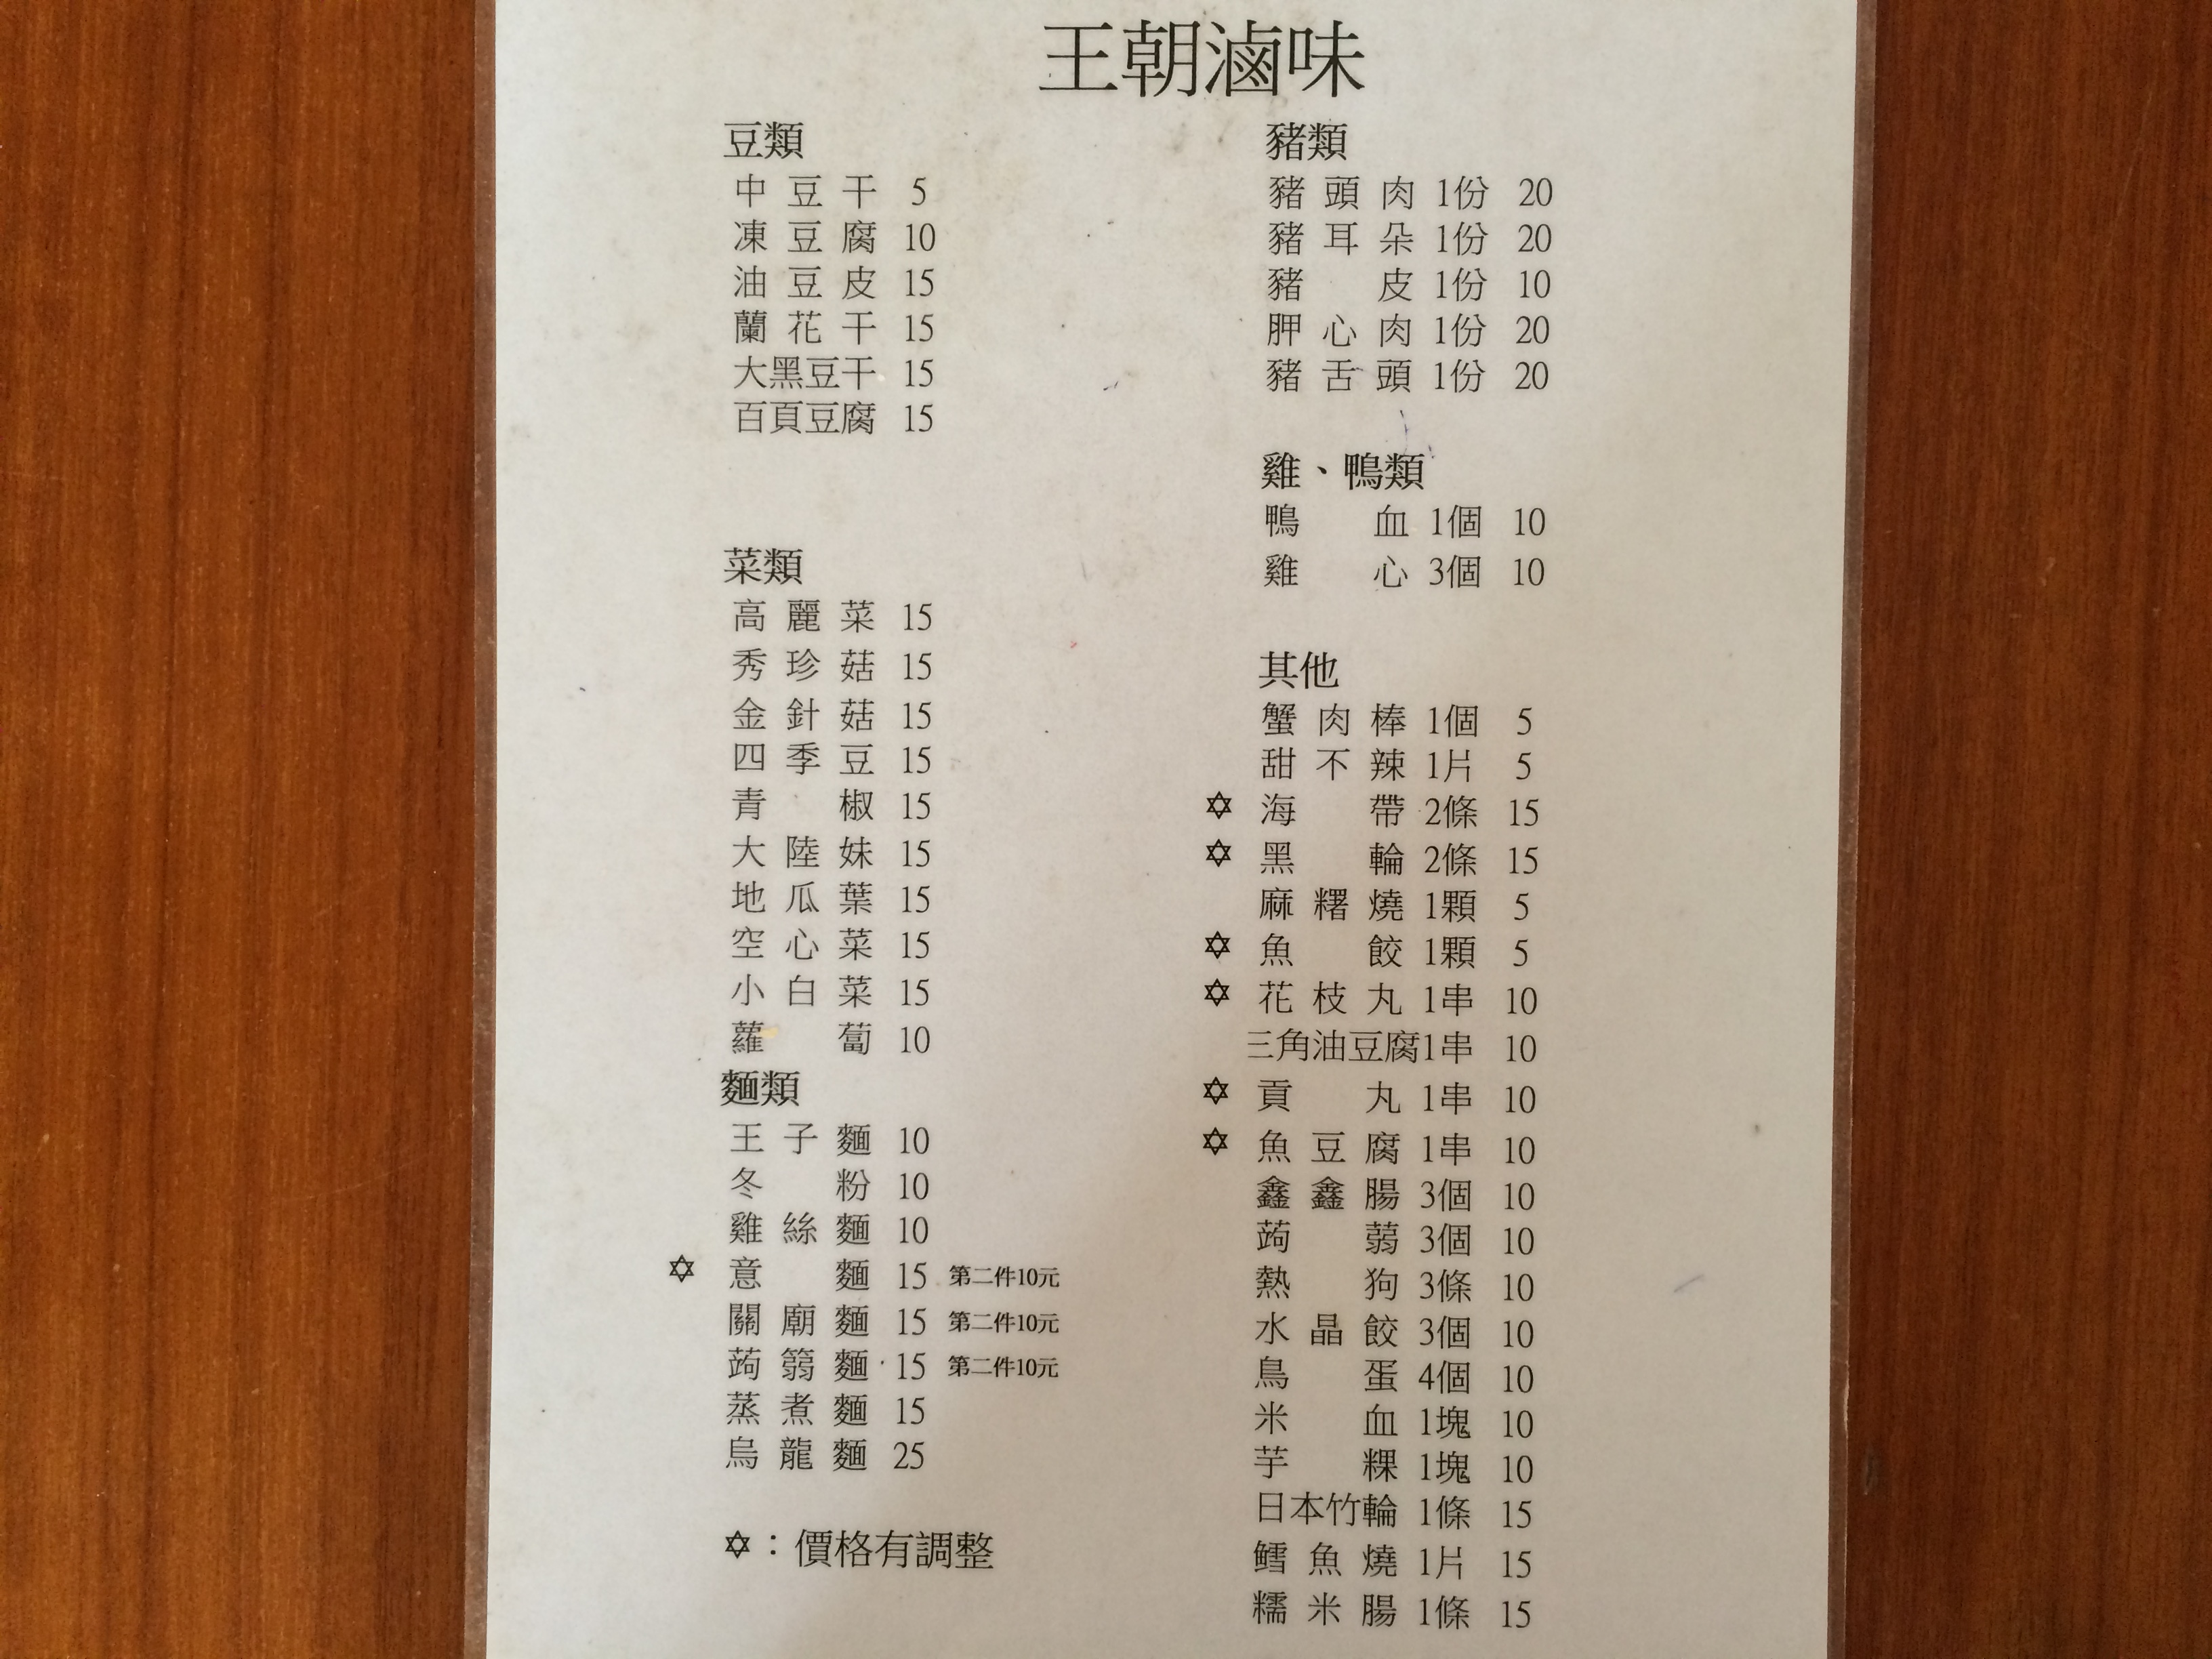 王朝滷味
豆類
中豆干 5
凍豆腐 10
油豆皮 15
蘭花干 15
大黑豆干 15
百頁豆腐 15
菜類
高麗菜 15
秀珍菇 15
金針菇 15
四季豆 15
青椒 15
大陸妹 15
地瓜葉 15
空心菜 15
小白菜 15
蘿蔔 10
麵類
王子麵 10
冬粉 10
雞絲麵 10
✡ 意麵 15 第二件10元
關廟麵 15 第二件10元
蒟篛麵 15 第二件10元
蒸煮麵 15
烏龍麵 25
✡：價格有調整
豬類
豬頭肉 1份 20
豬耳朵 1份 20
豬皮 1份 10
胛心肉 1份 20
豬舌頭 1份 20
雞、鴨類
鴨血 1個 10
雞心 3個 10
其他
蟹肉棒 1個 5
甜不辣 1片 5
✡ 海帶 2條 15
✡ 黑輪 2條 15
麻糬燒 1顆 5
✡ 魚餃 1顆 5
✡ 花枝丸 1串 10
三角油豆腐1串 10
✡ 貢丸 1串 10
✡ 魚豆腐 1串 10
鑫鑫腸 3個 10
蒟蒻 3個 10
熱狗 3條 10
水晶餃 3個 10
鳥蛋 4個 10
米血 1塊 10
芋粿 1塊 10
日本竹輪 1條 15
鱈魚燒 1片 15
糯米腸 1條 15